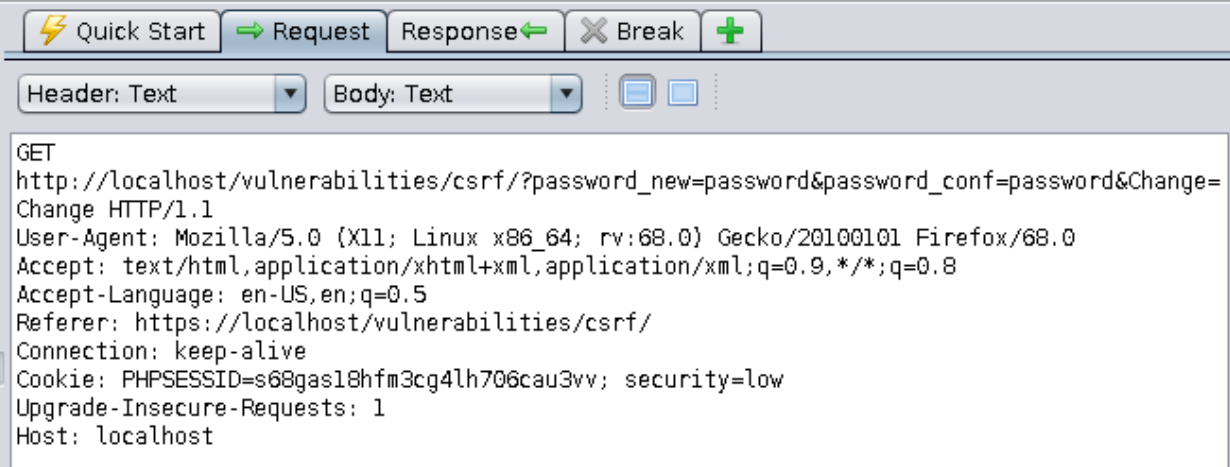 Quick Start Request Response Break
Header: Text Body: Text
GET
http://localhost/vulnerabilities/csrf/?password_new=password&password_conf=password&Change=
Change HTTP/1.1
User-Agent: Mozilla/5.0 (X11; Linux x86_64; rv:68.0) Gecko/20100101 Firefox/68.0
Accept: text/html,application/xhtml+xml,application/xml;q=0.9,*/*;q=0.8
Accept-Language: en-US,en;q=0.5
Referer: https://localhost/vulnerabilities/csrf/
Connection: keep-alive
Cookie: PHPSESSID=s68gas18hfm3cg4lh706cau3vv; security=low
Upgrade-Insecure-Requests: 1
Host: localhost